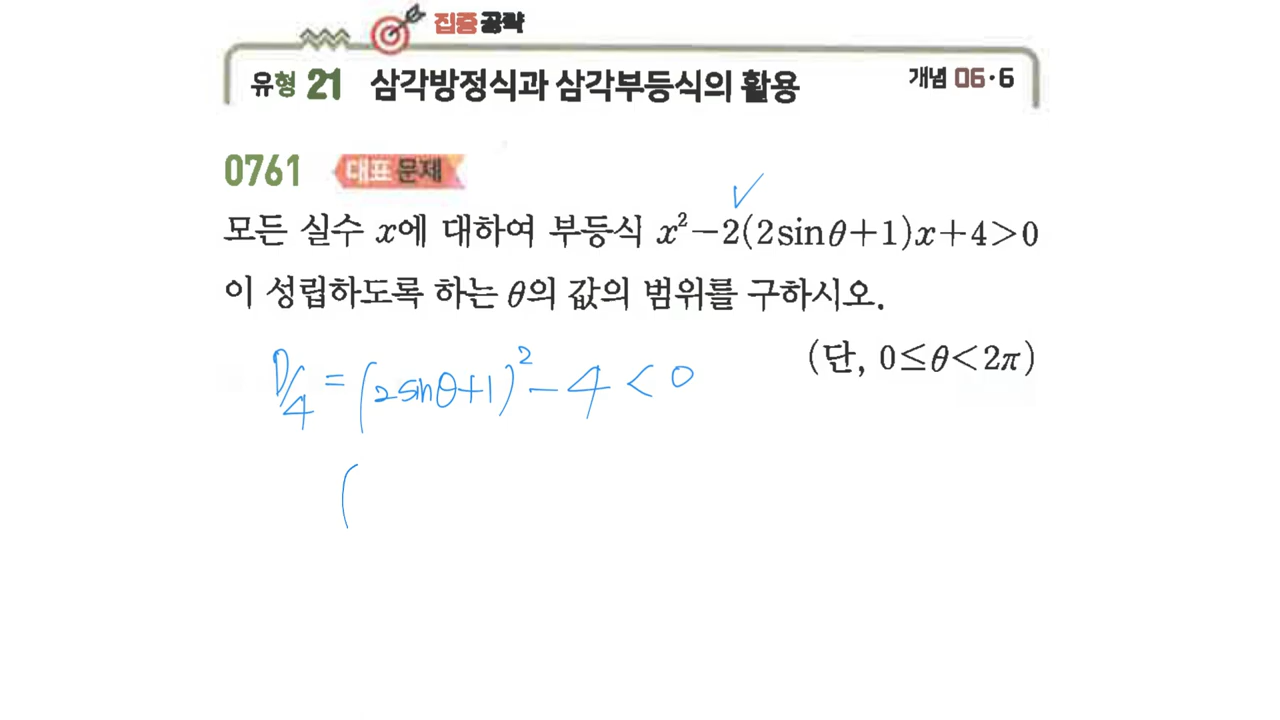 집중 공략
유형 21 삼각방정식과 삼각부등식의 활용 개념 06·6
0761 대표 문제
모든 실수 x에 대하여 부등식 x²-2(2sinθ+1)x+4>0
이 성립하도록 하는 θ의 값의 범위를 구하시오.
(단, 0≤θ<2π)
D/4 = (2sinθ+1)² - 4 < 0
(